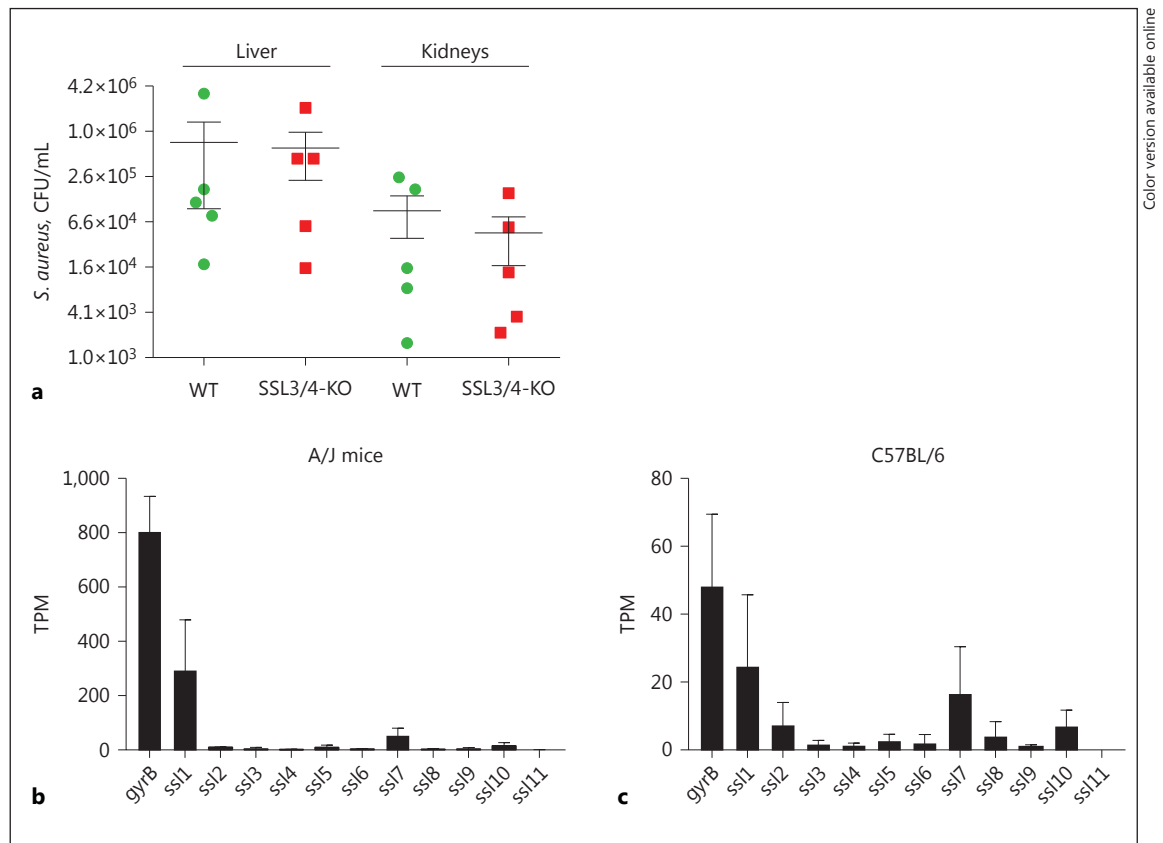 Color version available online
Liver Kidneys
S. aureus, CFU/mL
4.2×10⁶
1.0×10⁶
2.6×10⁵
6.6×10⁴
1.6×10⁴
4.1×10³
1.0×10³
WT SSL3/4-KO WT SSL3/4-KO
a
A/J mice
TPM
1,000
800
600
400
200
0
gyrB ssl1 ssl2 ssl3 ssl4 ssl5 ssl6 ssl7 ssl8 ssl9 ssl10 ssl11
b
C57BL/6
TPM
80
60
40
20
0
gyrB ssl1 ssl2 ssl3 ssl4 ssl5 ssl6 ssl7 ssl8 ssl9 ssl10 ssl11
c